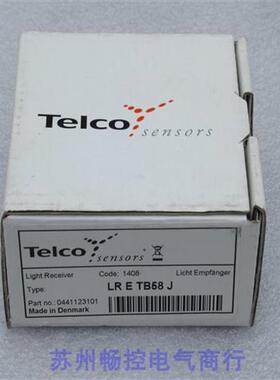 Telco
sensors
Telco
sensors
Light Receiver Code: 1408 Licht Empfänger
Type: LR E TB58 J
Part no: 0441123101
Made in Denmark
苏州畅控电气商行